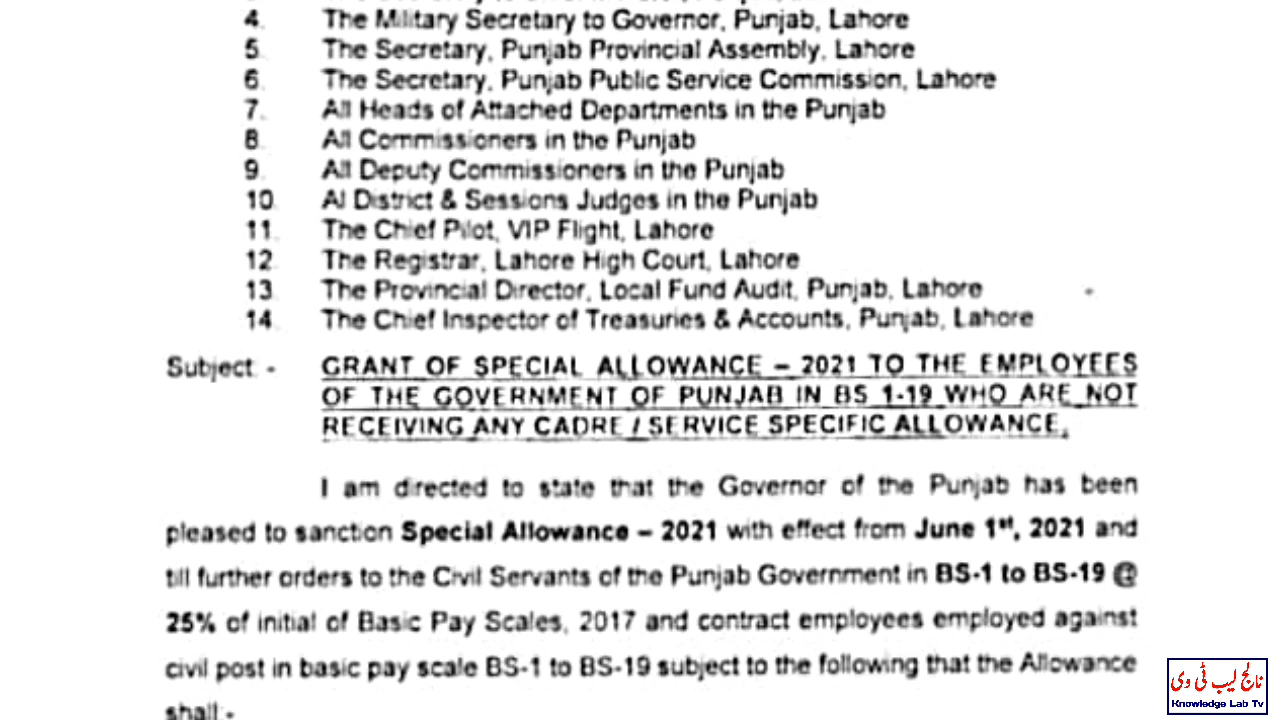 4. The Military Secretary to Governor, Punjab, Lahore
5. The Secretary, Punjab Provincial Assembly, Lahore
6. The Secretary, Punjab Public Service Commission, Lahore
7. All Heads of Attached Departments in the Punjab
8. All Commissioners in the Punjab
9. All Deputy Commissioners in the Punjab
10. Al District & Sessions Judges in the Punjab
11. The Chief Pilot, VIP Flight, Lahore
12. The Registrar, Lahore High Court, Lahore
13. The Provincial Director, Local Fund Audit, Punjab, Lahore
14. The Chief Inspector of Treasuries & Accounts, Punjab, Lahore
Subject:- GRANT OF SPECIAL ALLOWANCE – 2021 TO THE EMPLOYEES
OF THE GOVERNMENT OF PUNJAB IN BS 1-19 WHO ARE NOT
RECEIVING ANY CADRE / SERVICE SPECIFIC ALLOWANCE.
I am directed to state that the Governor of the Punjab has been
pleased to sanction Special Allowance – 2021 with effect from June 1st, 2021 and
till further orders to the Civil Servants of the Punjab Government in BS-1 to BS-19 @
25% of initial of Basic Pay Scales, 2017 and contract employees employed against
civil post in basic pay scale BS-1 to BS-19 subject to the following that the Allowance
shall:-
نالج لیب ٹی وی
Knowledge Lab Tv